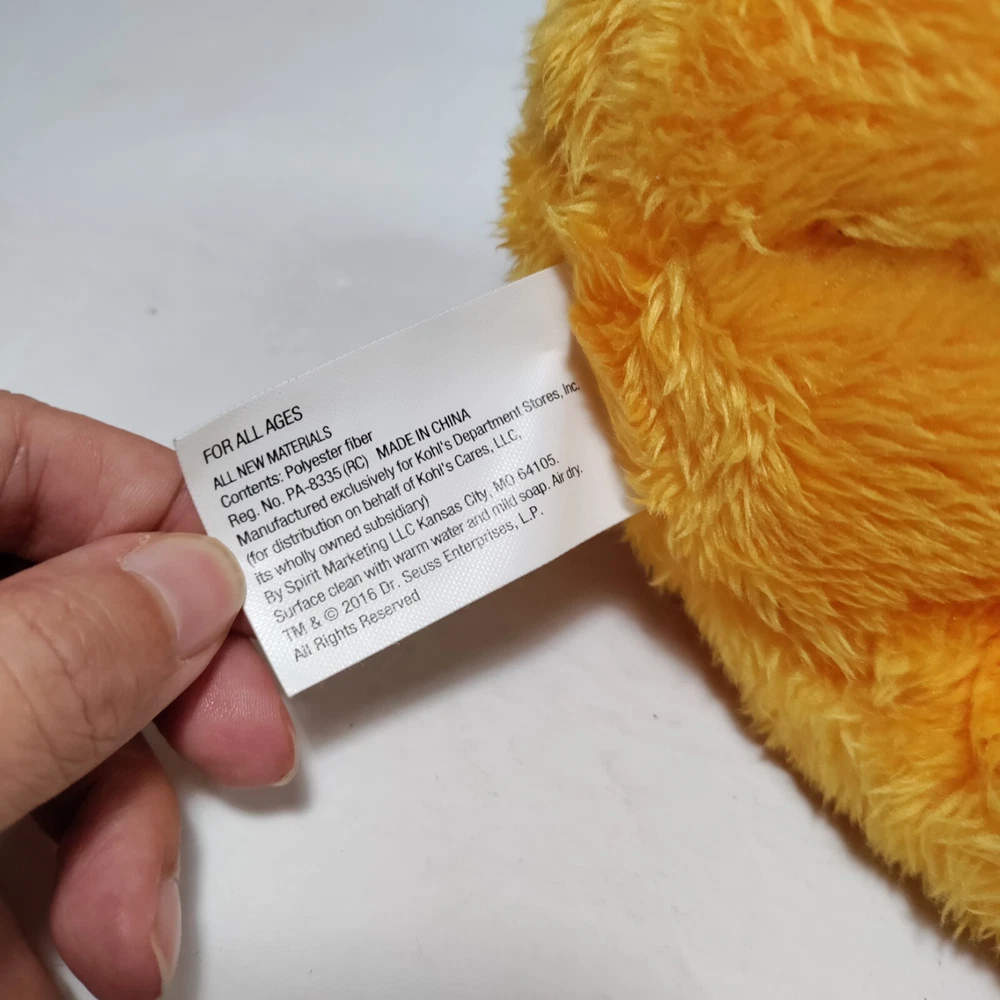 FOR ALL AGES
ALL NEW MATERIALS
Contents: Polyester fiber
Reg. No. PA-8335 (RC) MADE IN CHINA
Manufactured exclusively for Kohl's Department Stores, Inc.
(for distribution on behalf of Kohl's Cares, LLC,
its wholly owned subsidiary)
By Spirit Marketing LLC Kansas City, MO 64105.
Surface clean with warm water and mild soap. Air dry.
TM & © 2016 Dr. Seuss Enterprises, L.P.
All Rights Reserved